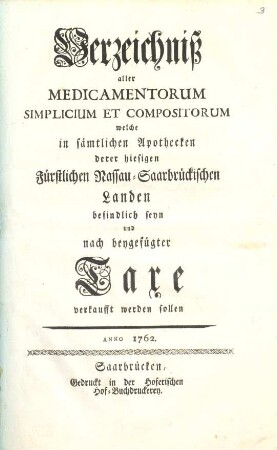 3
Verzeichniß
aller
MEDICAMENTORUM
SIMPLICIUM ET COMPOSITORUM
welche
in sämtlichen Apothecken
derer hiesigen
Fürstlichen Nassau-Saarbrückischen
Landen
befindlich seyn
und
nach beygefügter
Taxe
verkaufft werden sollen
ANNO 1762.
Saarbrücken,
Gedruckt in der Hoferischen
Hof-Buchdruckerey.